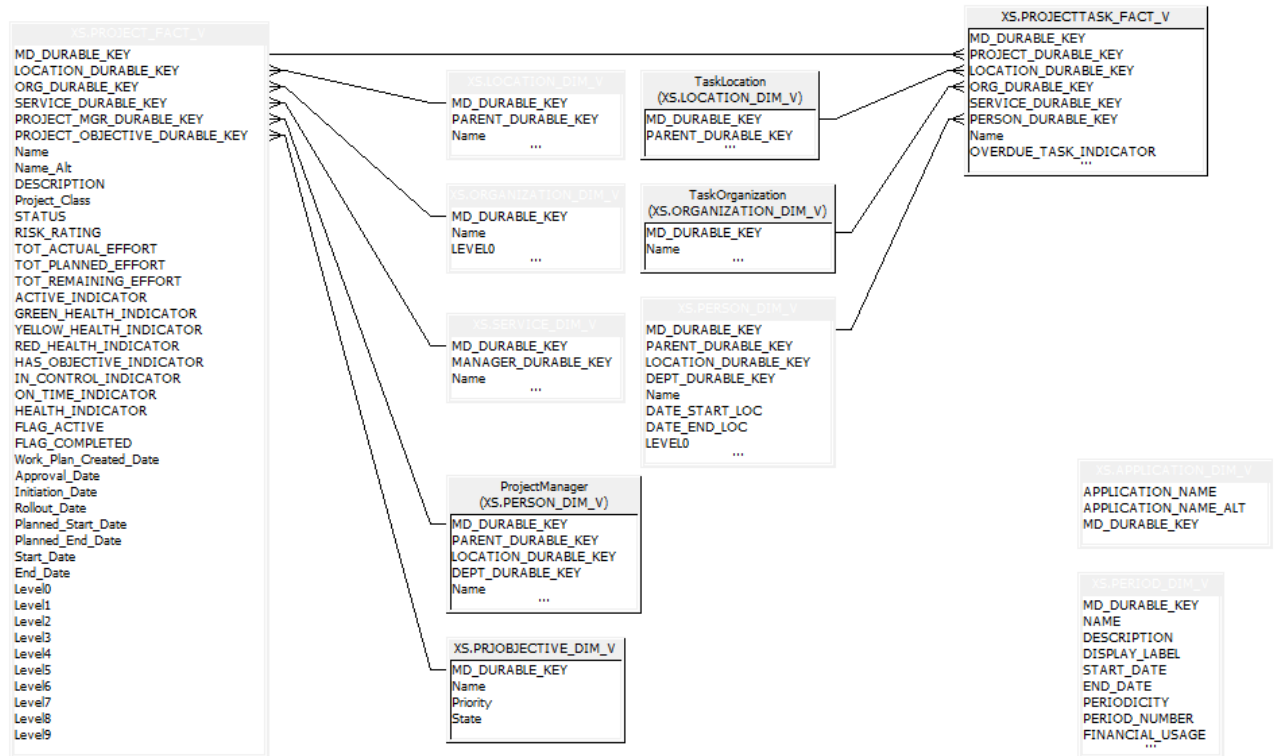 XS.PROJECT_FACT_V
MD_DURABLE_KEY
LOCATION_DURABLE_KEY
ORG_DURABLE_KEY
SERVICE_DURABLE_KEY
PROJECT_MGR_DURABLE_KEY
PROJECT_OBJECTIVE_DURABLE_KEY
Name
Name_Alt
DESCRIPTION
Project_Class
STATUS
RISK_RATING
TOT_ACTUAL_EFFORT
TOT_PLANNED_EFFORT
TOT_REMAINING_EFFORT
ACTIVE_INDICATOR
GREEN_HEALTH_INDICATOR
YELLOW_HEALTH_INDICATOR
RED_HEALTH_INDICATOR
HAS_OBJECTIVE_INDICATOR
IN_CONTROL_INDICATOR
ON_TIME_INDICATOR
HEALTH_INDICATOR
FLAG_ACTIVE
FLAG_COMPLETED
Work_Plan_Created_Date
Approval_Date
Initiation_Date
Rollout_Date
Planned_Start_Date
Planned_End_Date
Start_Date
End_Date
Level0
Level1
Level2
Level3
Level4
Level5
Level6
Level7
Level8
Level9
XS.LOCATION_DIM_V
MD_DURABLE_KEY
PARENT_DURABLE_KEY
Name
...
XS.ORGANIZATION_DIM_V
MD_DURABLE_KEY
Name
LEVEL0
...
XS.SERVICE_DIM_V
MD_DURABLE_KEY
MANAGER_DURABLE_KEY
Name
...
ProjectManager
(XS.PERSON_DIM_V)
MD_DURABLE_KEY
PARENT_DURABLE_KEY
LOCATION_DURABLE_KEY
DEPT_DURABLE_KEY
Name
...
XS.PRJOBJECTIVE_DIM_V
MD_DURABLE_KEY
Name
Priority
State
TaskLocation
(XS.LOCATION_DIM_V)
MD_DURABLE_KEY
PARENT_DURABLE_KEY
...
TaskOrganization
(XS.ORGANIZATION_DIM_V)
MD_DURABLE_KEY
Name
...
XS.PERSON_DIM_V
MD_DURABLE_KEY
PARENT_DURABLE_KEY
LOCATION_DURABLE_KEY
DEPT_DURABLE_KEY
Name
DATE_START_LOC
DATE_END_LOC
LEVEL0
...
XS.PROJECTTASK_FACT_V
MD_DURABLE_KEY
PROJECT_DURABLE_KEY
LOCATION_DURABLE_KEY
ORG_DURABLE_KEY
SERVICE_DURABLE_KEY
PERSON_DURABLE_KEY
Name
OVERDUE_TASK_INDICATOR
...
XS.APPLICATION_DIM_V
APPLICATION_NAME
APPLICATION_NAME_ALT
MD_DURABLE_KEY
XS.PERIOD_DIM_V
MD_DURABLE_KEY
NAME
DESCRIPTION
DISPLAY_LABEL
START_DATE
END_DATE
PERIODICITY
PERIOD_NUMBER
FINANCIAL_USAGE
...